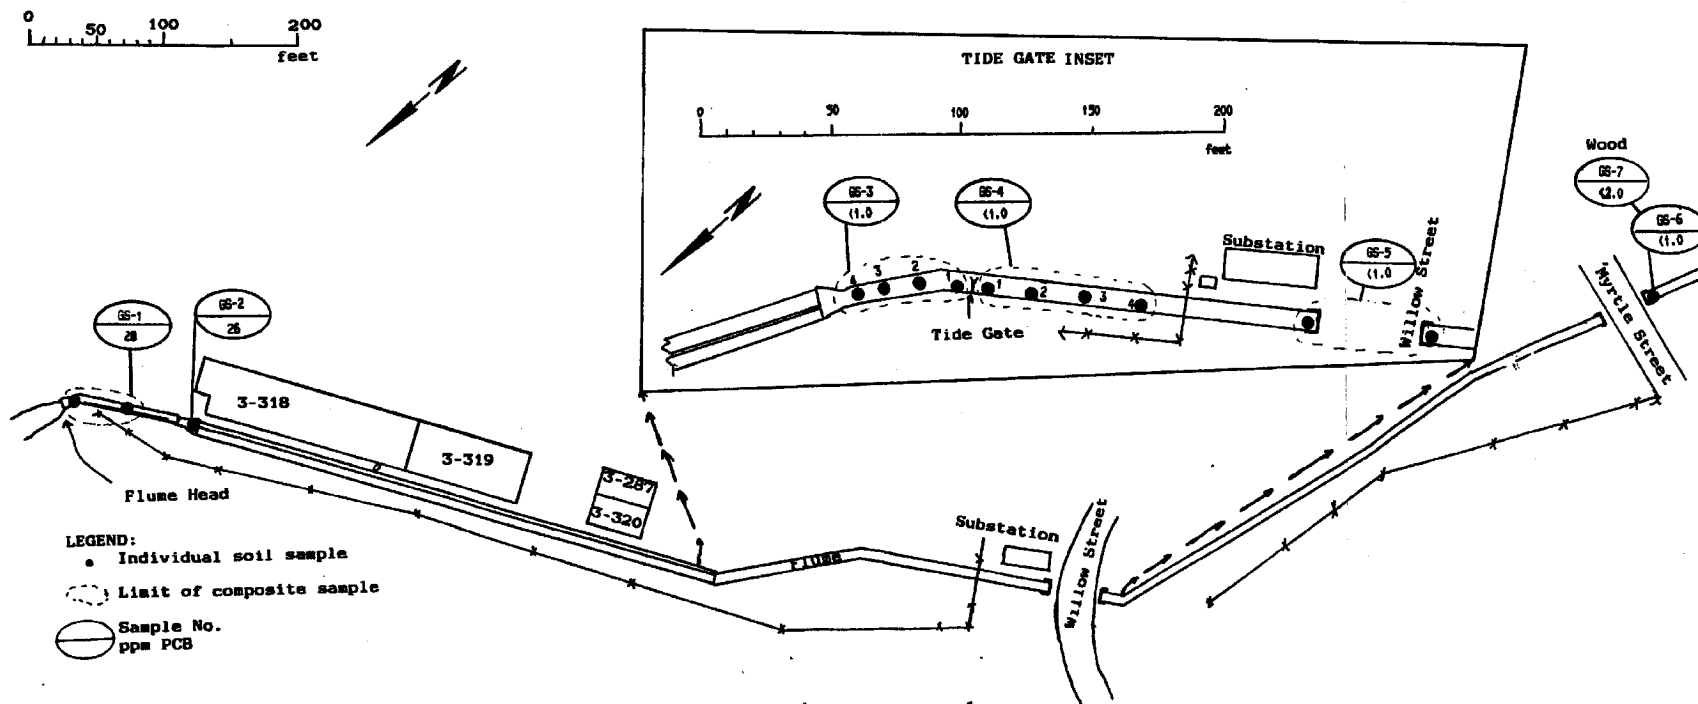 0 50 100 200
feet
TIDE GATE INSET
0 50 100 150 200
feet
Wood
GS-7
<2.0
GS-6
<1.0
GS-3
<1.0
GS-4
<1.0
GS-5
<1.0
Substation
Willow Street
4 3 2 1 2 3 4
Tide Gate
Myrtle Street
GS-1
28
GS-2
26
3-318
3-319
3-287
3-320
Flume Head
Flume
Substation
Willow Street
LEGEND:
Individual soil sample
Limit of composite sample
Sample No.
ppm PCB